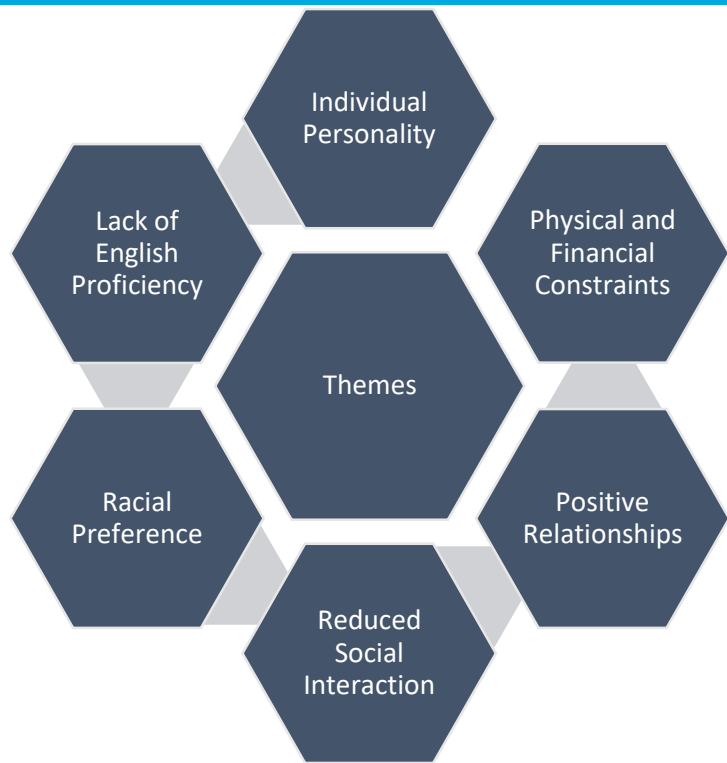 Individual
Personality
Lack of
English
Proficiency
Physical and
Financial
Constraints
Themes
Racial
Preference
Positive
Relationships
Reduced
Social
Interaction